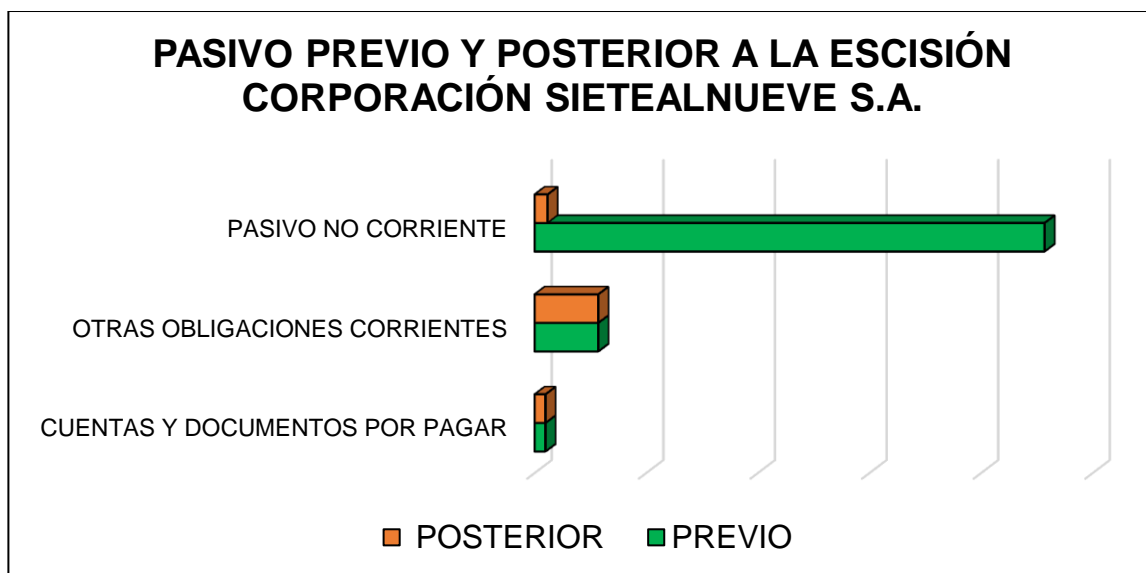 PASIVO PREVIO Y POSTERIOR A LA ESCISIÓN
CORPORACIÓN SIETEALNUEVE S.A.
PASIVO NO CORRIENTE
OTRAS OBLIGACIONES CORRIENTES
CUENTAS Y DOCUMENTOS POR PAGAR
POSTERIOR
PREVIO